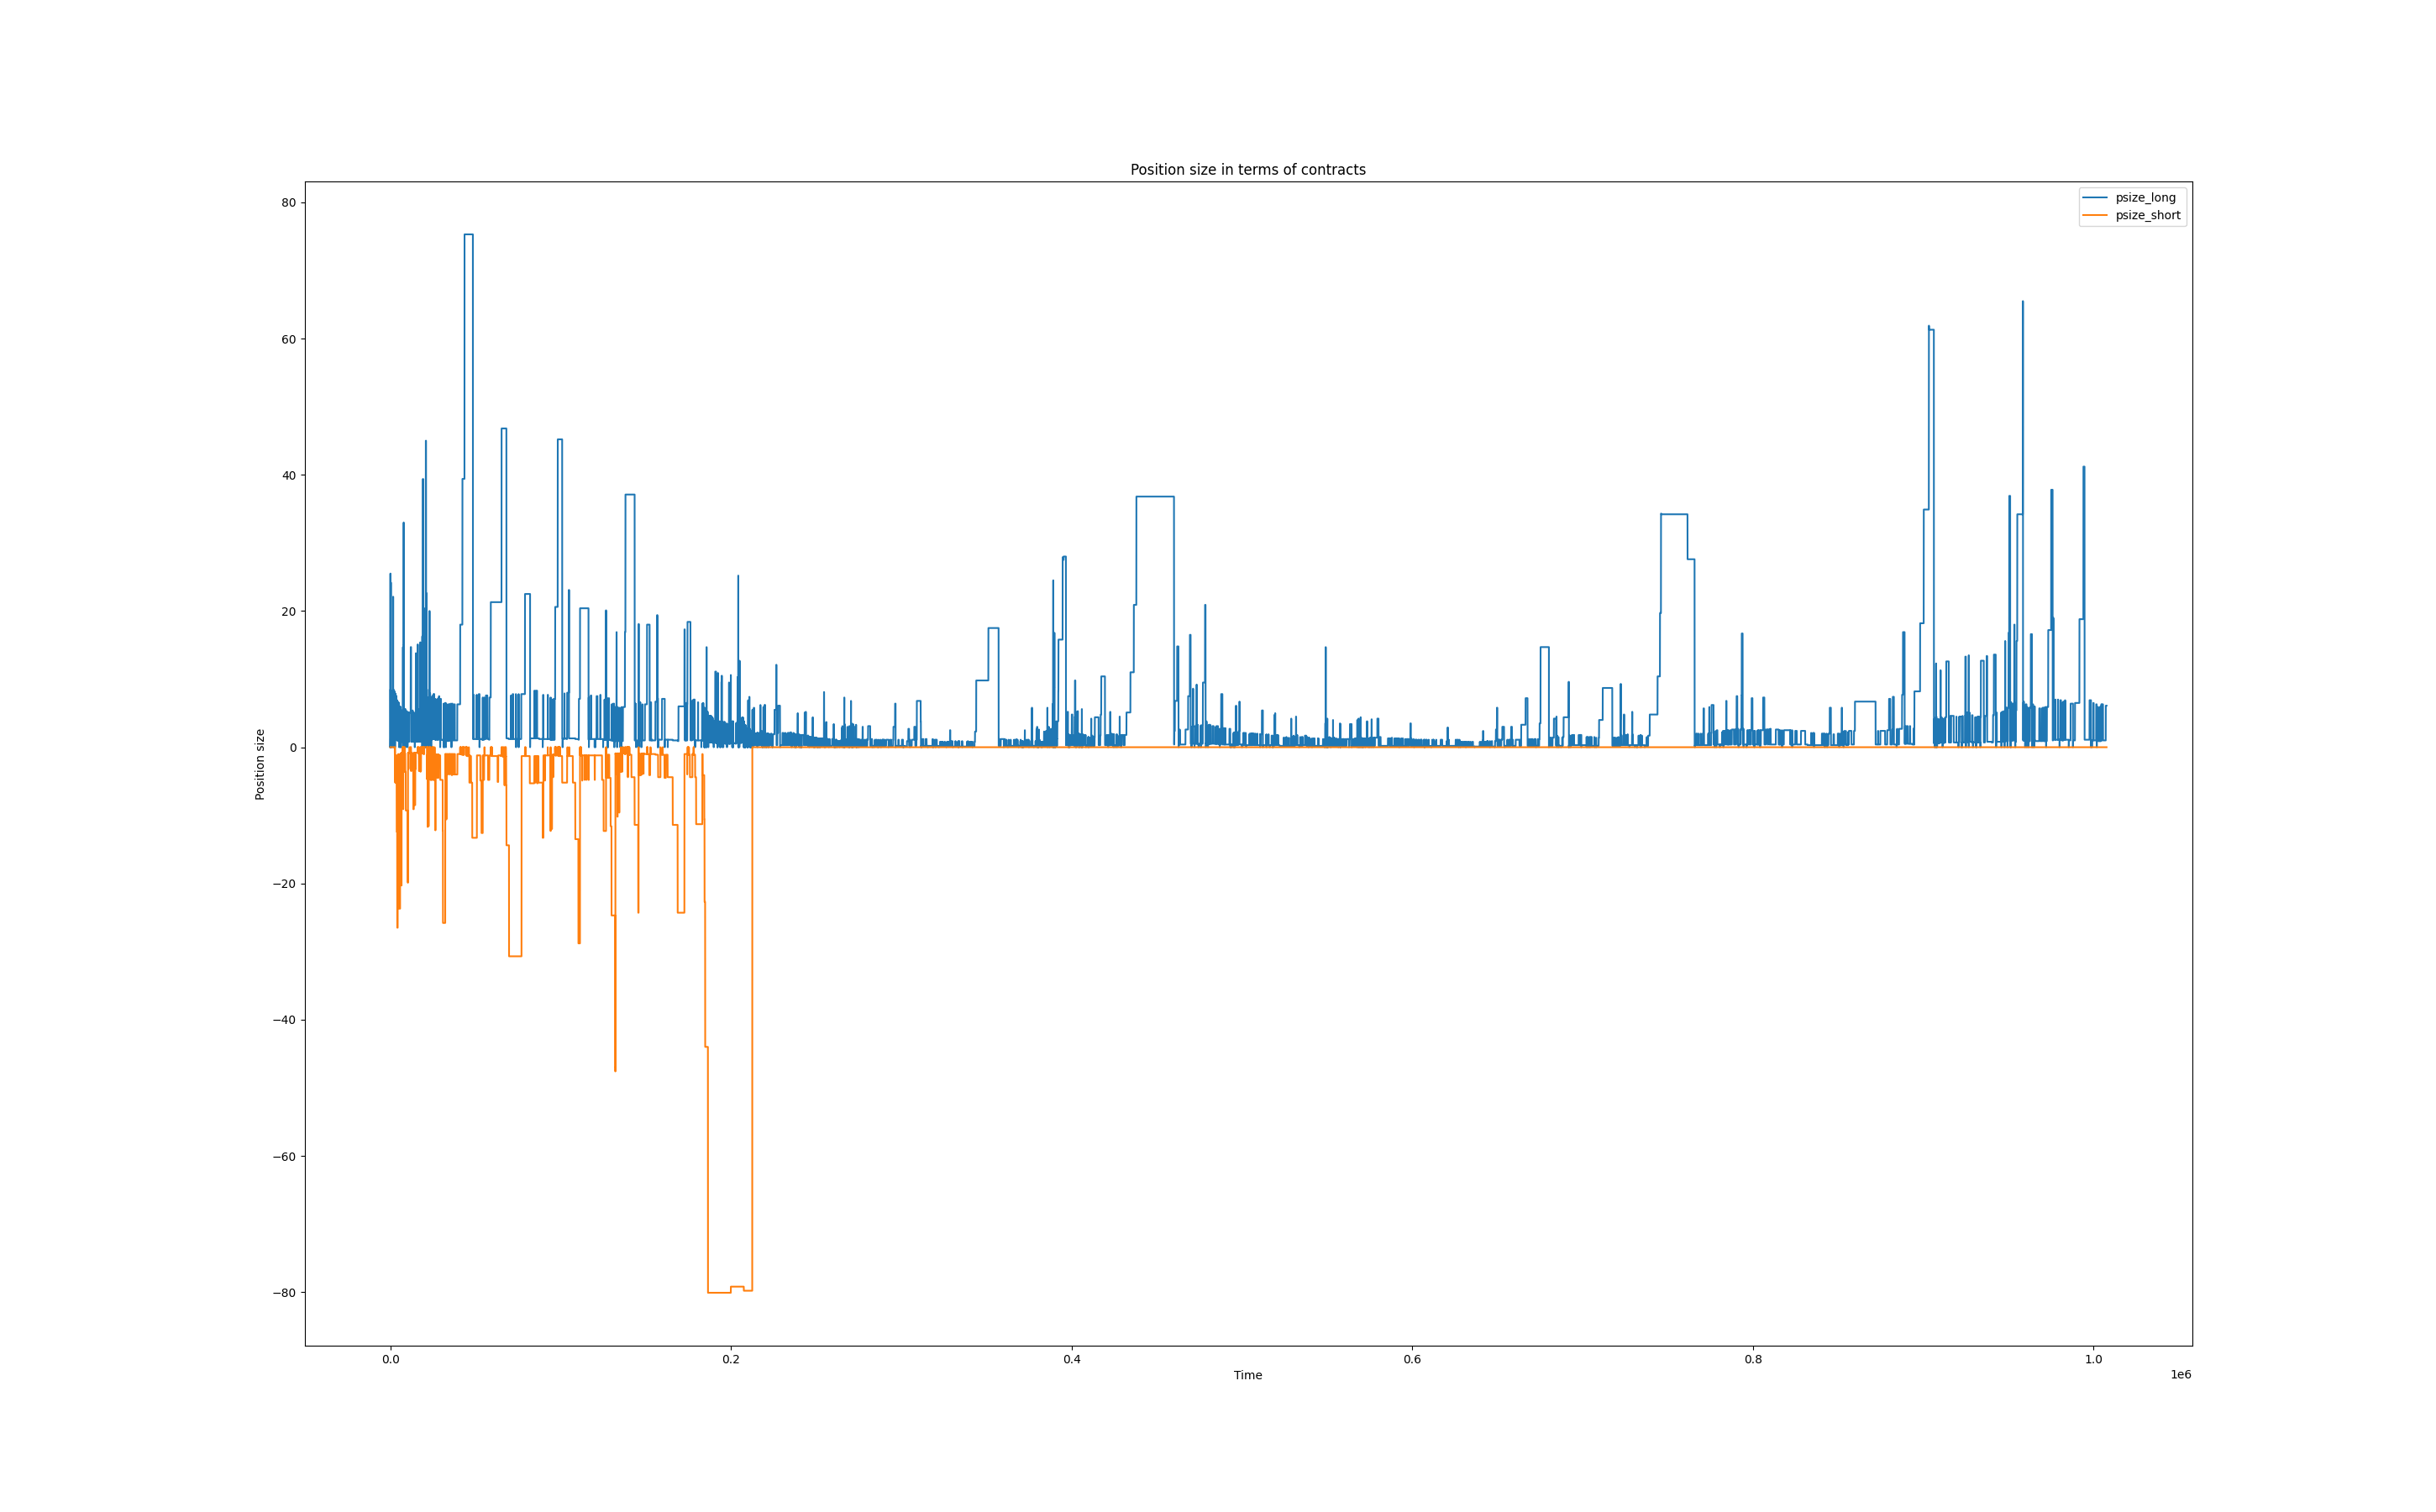 Position size in terms of contracts
psize_long
psize_short
80
60
40
20
0
−20
−40
−60
−80
Position size
0.0 0.2 0.4 0.6 0.8 1.0
Time
1e6